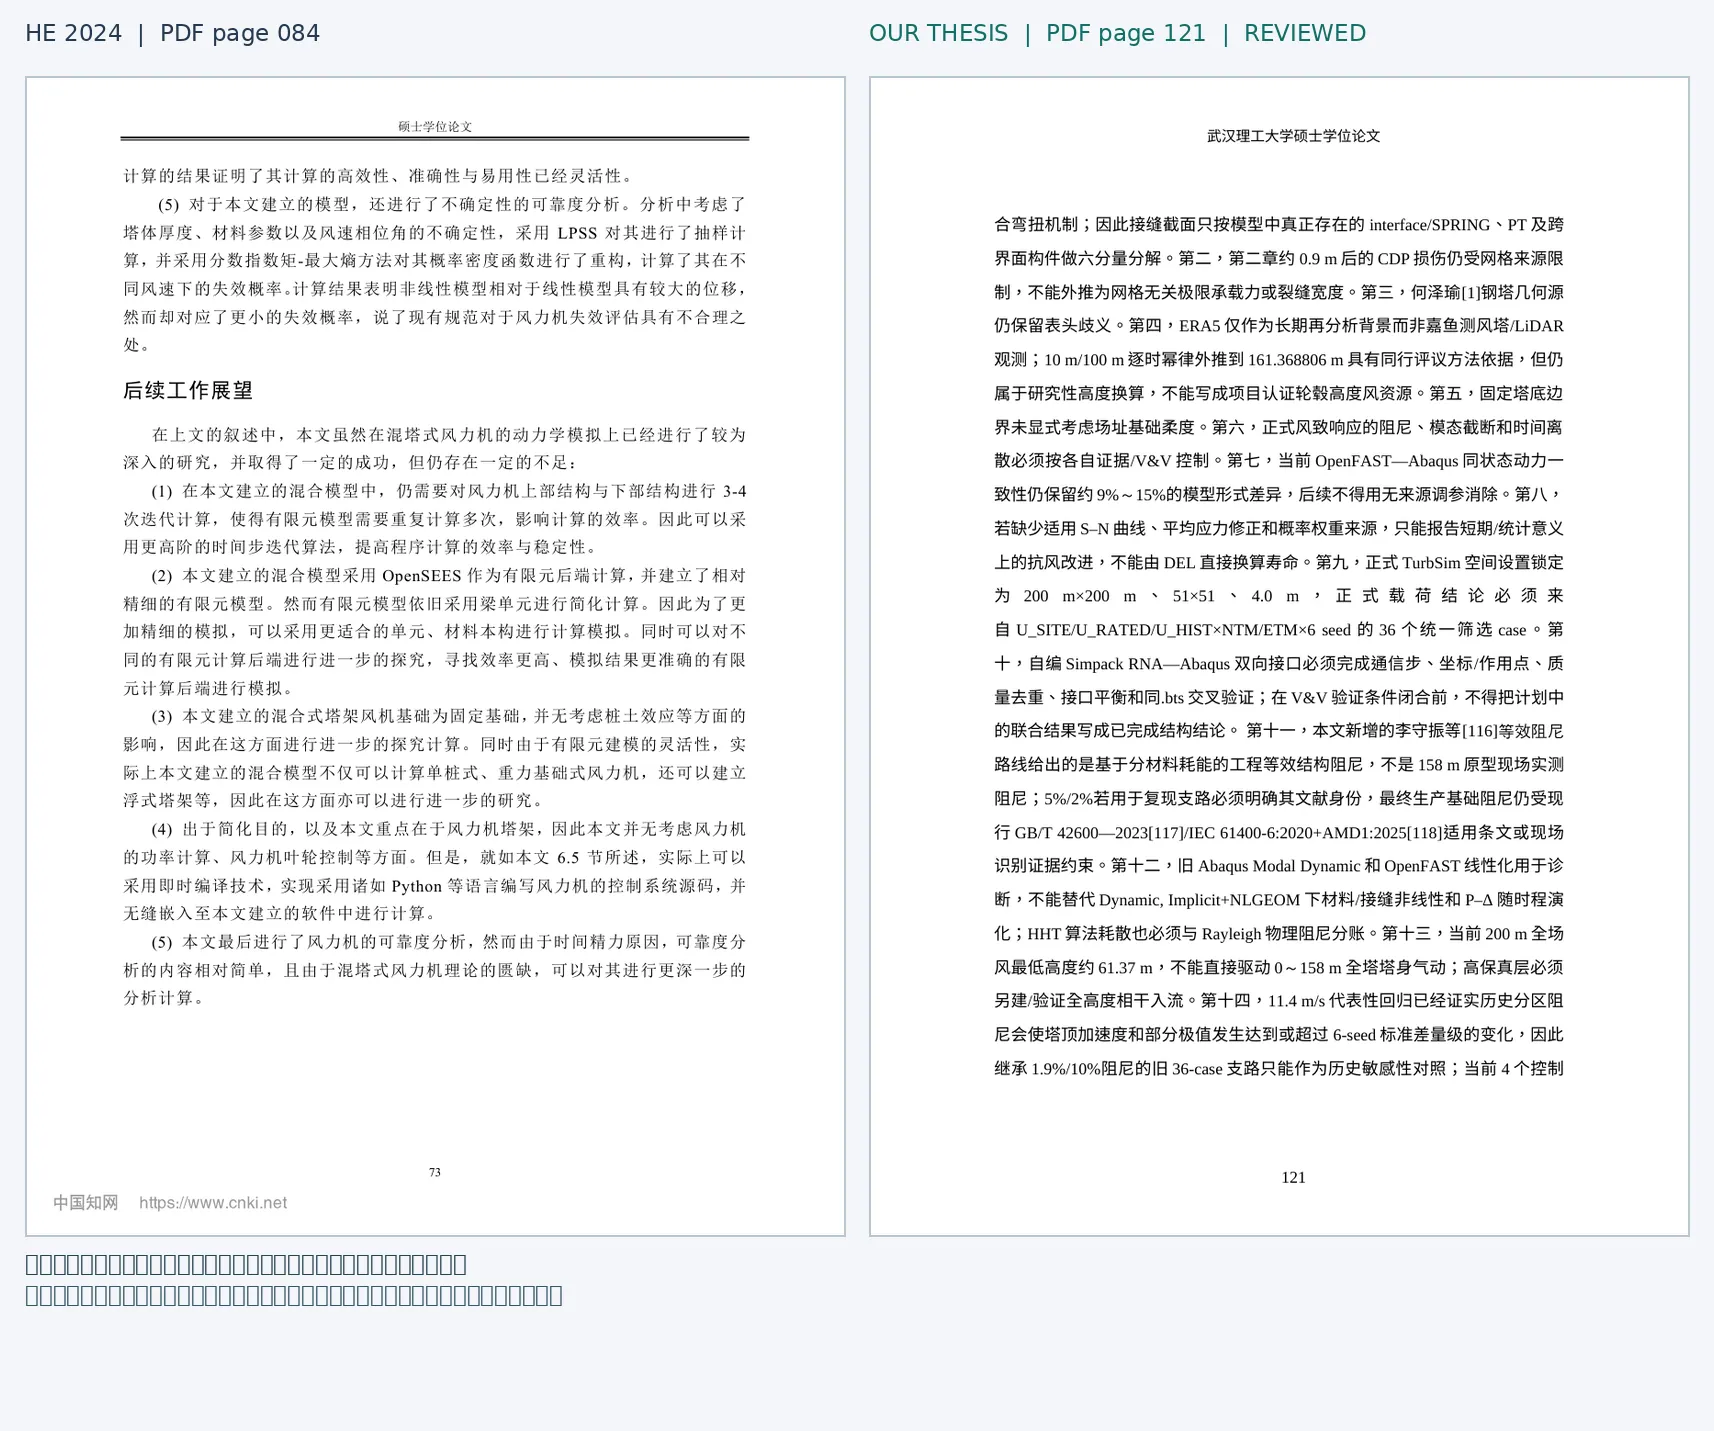 HE 2024 | PDF page 084
硕士学位论文
计算的结果证明了其计算的高效性、准确性与易用性已经灵活性。
(5) 对于本文建立的模型，还进行了不确定性的可靠度分析。分析中考虑了
塔体厚度、材料参数以及风速相位角的不确定性，采用 LPSS 对其进行了抽样计
算，并采用分数指数矩-最大熵方法对其概率密度函数进行了重构，计算了其在不
同风速下的失效概率。计算结果表明非线性模型相对于线性模型具有较大的位移，
然而却对应了更小的失效概率，说了现有规范对于风力机失效评估具有不合理之
处。
后续工作展望
在上文的叙述中，本文虽然在混塔式风力机的动力学模拟上已经进行了较为
深入的研究，并取得了一定的成功，但仍存在一定的不足：
(1) 在本文建立的混合模型中，仍需要对风力机上部结构与下部结构进行 3-4
次迭代计算，使得有限元模型需要重复计算多次，影响计算的效率。因此可以采
用更高阶的时间步迭代算法，提高程序计算的效率与稳定性。
(2) 本文建立的混合模型采用 OpenSEES 作为有限元后端计算，并建立了相对
精细的有限元模型。然而有限元模型依旧采用梁单元进行简化计算。因此为了更
加精细的模拟，可以采用更适合的单元、材料本构进行计算模拟。同时可以对不
同的有限元计算后端进行进一步的探究，寻找效率更高、模拟结果更准确的有限
元计算后端进行模拟。
(3) 本文建立的混合式塔架风机基础为固定基础，并无考虑桩土效应等方面的
影响，因此在这方面进行进一步的探究计算。同时由于有限元建模的灵活性，实
际上本文建立的混合模型不仅可以计算单桩式、重力基础式风力机，还可以建立
浮式塔架等，因此在这方面亦可以进行进一步的研究。
(4) 出于简化目的，以及本文重点在于风力机塔架，因此本文并无考虑风力机
的功率计算、风力机叶轮控制等方面。但是，就如本文 6.5 节所述，实际上可以
采用即时编译技术，实现采用诸如 Python 等语言编写风力机的控制系统源码，并
无缝嵌入至本文建立的软件中进行计算。
(5) 本文最后进行了风力机的可靠度分析，然而由于时间精力原因，可靠度分
析的内容相对简单，且由于混塔式风力机理论的匮缺，可以对其进行更深一步的
分析计算。
73
中国知网 https://www.cnki.net
OUR THESIS | PDF page 121 | REVIEWED
武汉理工大学硕士学位论文
合弯扭机制；因此接缝截面只按模型中真正存在的 interface/SPRING、PT 及跨
界面构件做六分量分解。第二，第二章约 0.9 m 后的 CDP 损伤仍受网格来源限
制，不能外推为网格无关极限承载力或裂缝宽度。第三，何泽瑜[1]钢塔几何源
仍保留表头歧义。第四，ERA5 仅作为长期再分析背景而非嘉鱼测风塔/LiDAR
观测；10 m/100 m 逐时幂律外推到 161.368806 m 具有同行评议方法依据，但仍
属于研究性高度换算，不能写成项目认证轮毂高度风资源。第五，固定塔底边
界未显式考虑场址基础柔度。第六，正式风致响应的阻尼、模态截断和时间离
散必须按各自证据/V&V 控制。第七，当前 OpenFAST—Abaqus 同状态动力一
致性仍保留约 9%～15%的模型形式差异，后续不得用无来源调参消除。第八，
若缺少适用 S–N 曲线、平均应力修正和概率权重来源，只能报告短期/统计意义
上的抗风改进，不能由 DEL 直接换算寿命。第九，正式 TurbSim 空间设置锁定
为 200 m×200 m、51×51、4.0 m，正式载荷结论必须来
自 U_SITE/U_RATED/U_HIST×NTM/ETM×6 seed 的 36 个统一筛选 case。第
十，自编 Simpack RNA—Abaqus 双向接口必须完成通信步、坐标/作用点、质
量去重、接口平衡和同.bts 交叉验证；在 V&V 验证条件闭合前，不得把计划中
的联合结果写成已完成结构结论。 第十一，本文新增的李守振等[116]等效阻尼
路线给出的是基于分材料耗能的工程等效结构阻尼，不是 158 m 原型现场实测
阻尼；5%/2%若用于复现支路必须明确其文献身份，最终生产基础阻尼仍受现
行 GB/T 42600—2023[117]/IEC 61400-6:2020+AMD1:2025[118]适用条文或现场
识别证据约束。第十二，旧 Abaqus Modal Dynamic 和 OpenFAST 线性化用于诊
断，不能替代 Dynamic, Implicit+NLGEOM 下材料/接缝非线性和 P–Δ 随时程演
化；HHT 算法耗散也必须与 Rayleigh 物理阻尼分账。第十三，当前 200 m 全场
风最低高度约 61.37 m，不能直接驱动 0～158 m 全塔塔身气动；高保真层必须
另建/验证全高度相干入流。第十四，11.4 m/s 代表性回归已经证实历史分区阻
尼会使塔顶加速度和部分极值发生达到或超过 6-seed 标准差量级的变化，因此
继承 1.9%/10%阻尼的旧 36-case 支路只能作为历史敏感性对照；当前 4 个控制
121